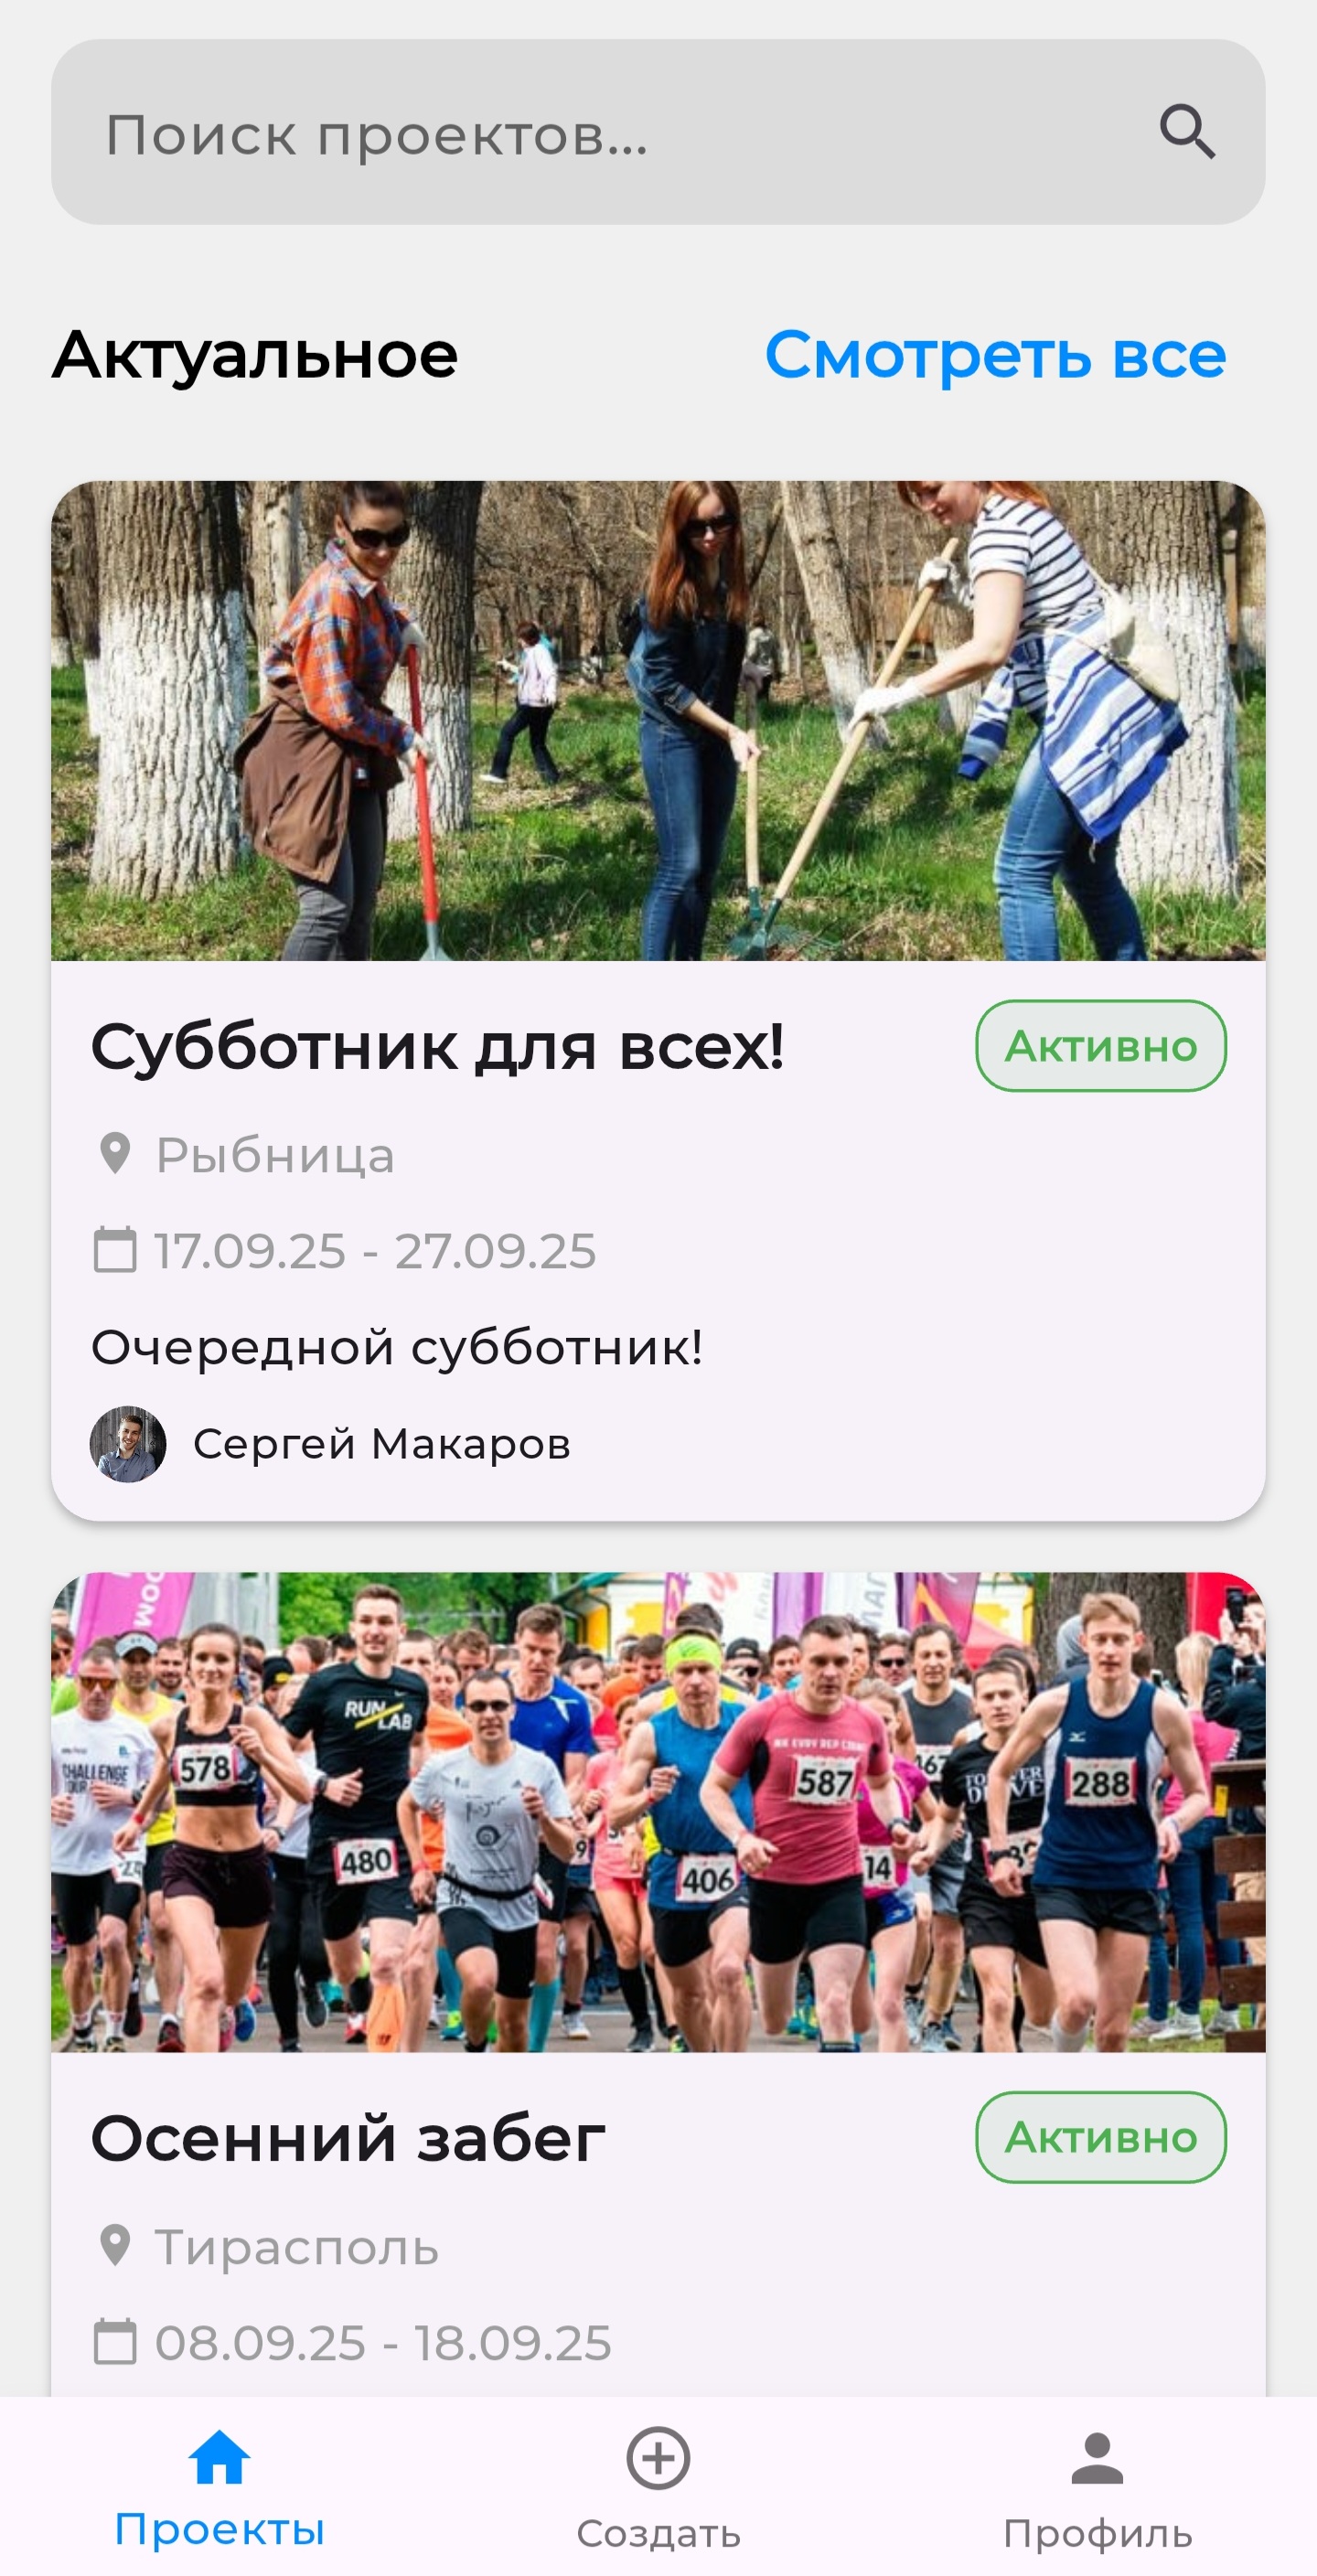 Поиск проектов...
Актуальное
Смотреть все
Субботник для всех!
Активно
Рыбница
17.09.25 - 27.09.25
Очередной субботник!
Сергей Макаров
RUN
LAB
CHALLENGE
578
480
406
587
14
288
Осенний забег
Активно
Тирасполь
08.09.25 - 18.09.25
Проекты
Создать
Профиль